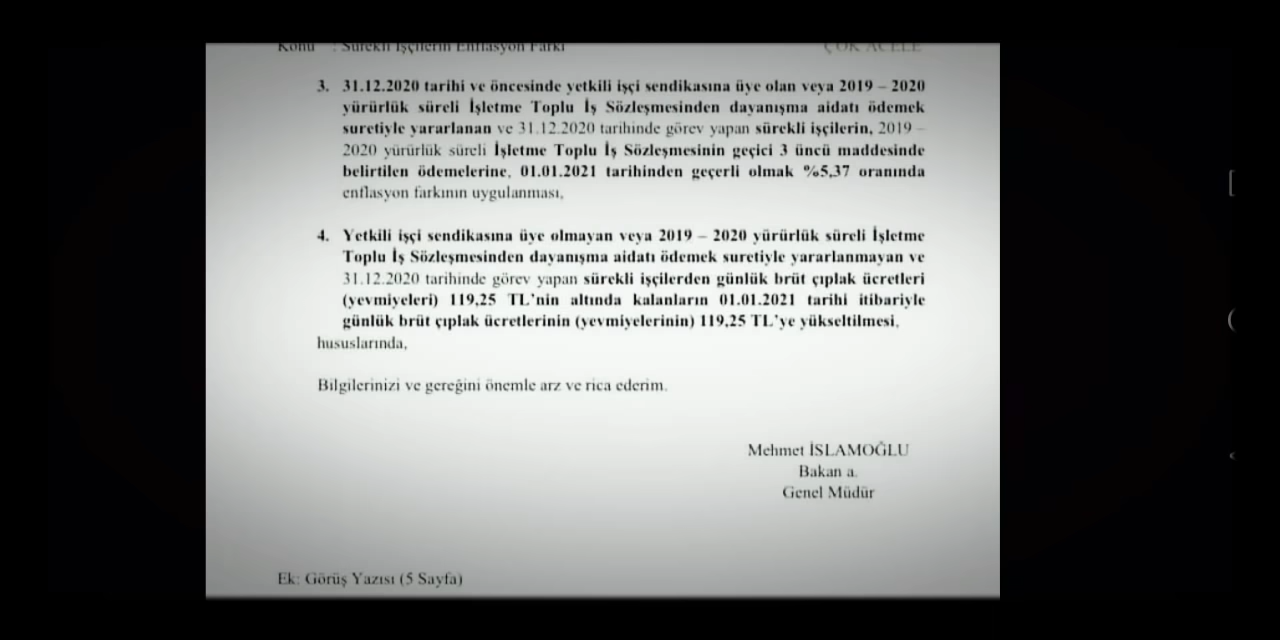 Konu : Sürekli İşçilerin Enflasyon Farkı ÇOK ACELE
3. 31.12.2020 tarihi ve öncesinde yetkili işçi sendikasına üye olan veya 2019 – 2020
yürürlük süreli İşletme Toplu İş Sözleşmesinden dayanışma aidatı ödemek
suretiyle yararlanan ve 31.12.2020 tarihinde görev yapan sürekli işçilerin, 2019 –
2020 yürürlük süreli İşletme Toplu İş Sözleşmesinin geçici 3 üncü maddesinde
belirtilen ödemelerine, 01.01.2021 tarihinden geçerli olmak %5,37 oranında
enflasyon farkının uygulanması,
4. Yetkili işçi sendikasına üye olmayan veya 2019 – 2020 yürürlük süreli İşletme
Toplu İş Sözleşmesinden dayanışma aidatı ödemek suretiyle yararlanmayan ve
31.12.2020 tarihinde görev yapan sürekli işçilerden günlük brüt çıplak ücretleri
(yevmiyeleri) 119,25 TL'nin altında kalanların 01.01.2021 tarihi itibariyle
günlük brüt çıplak ücretlerinin (yevmiyelerinin) 119,25 TL'ye yükseltilmesi,
hususlarında,
Bilgilerinizi ve gereğini önemle arz ve rica ederim.
Mehmet İSLAMOĞLU
Bakan a.
Genel Müdür
Ek: Görüş Yazısı (5 Sayfa)